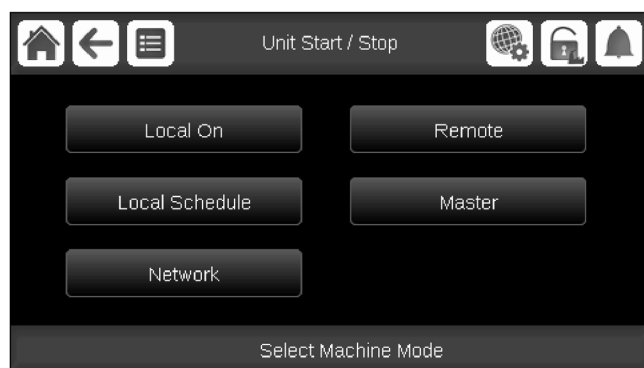 Unit Start / Stop
Local On
Remote
Local Schedule
Master
Network
Select Machine Mode